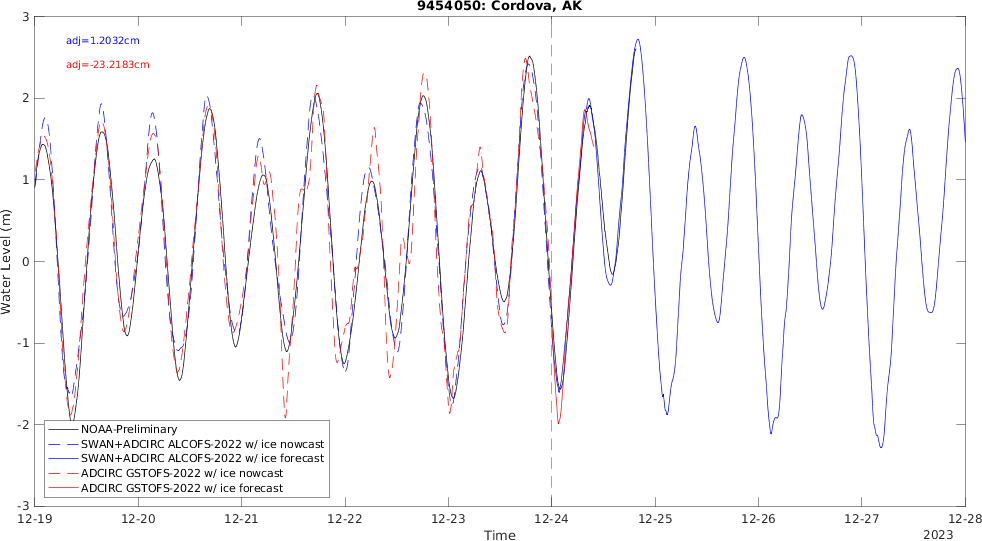 9454050: Cordova, AK
adj=1.2032cm
adj=-23.2183cm
3
2
1
0
-1
-2
-3
Water Level (m)
NOAA-Preliminary
SWAN+ADCIRC ALCOFS-2022 w/ ice nowcast
SWAN+ADCIRC ALCOFS-2022 w/ ice forecast
ADCIRC GSTOFS-2022 w/ ice nowcast
ADCIRC GSTOFS-2022 w/ ice forecast
12-19 12-20 12-21 12-22 12-23 12-24 12-25 12-26 12-27 12-28
Time
2023